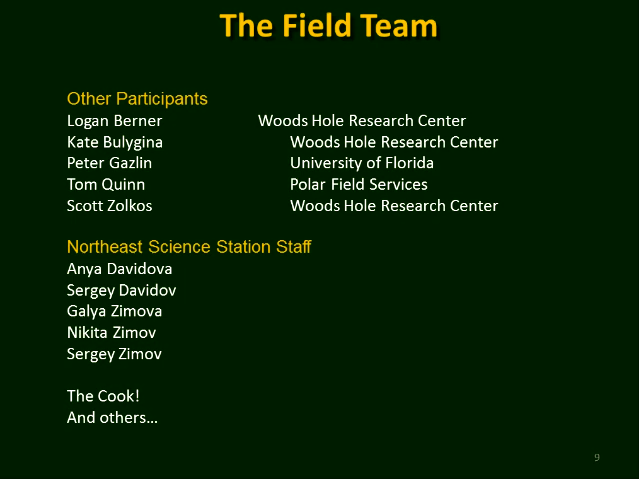 The Field Team
Other Participants
Logan Berner Woods Hole Research Center
Kate Bulygina Woods Hole Research Center
Peter Gazlin University of Florida
Tom Quinn Polar Field Services
Scott Zolkos Woods Hole Research Center
Northeast Science Station Staff
Anya Davidova
Sergey Davidov
Galya Zimova
Nikita Zimov
Sergey Zimov
The Cook!
And others...
9